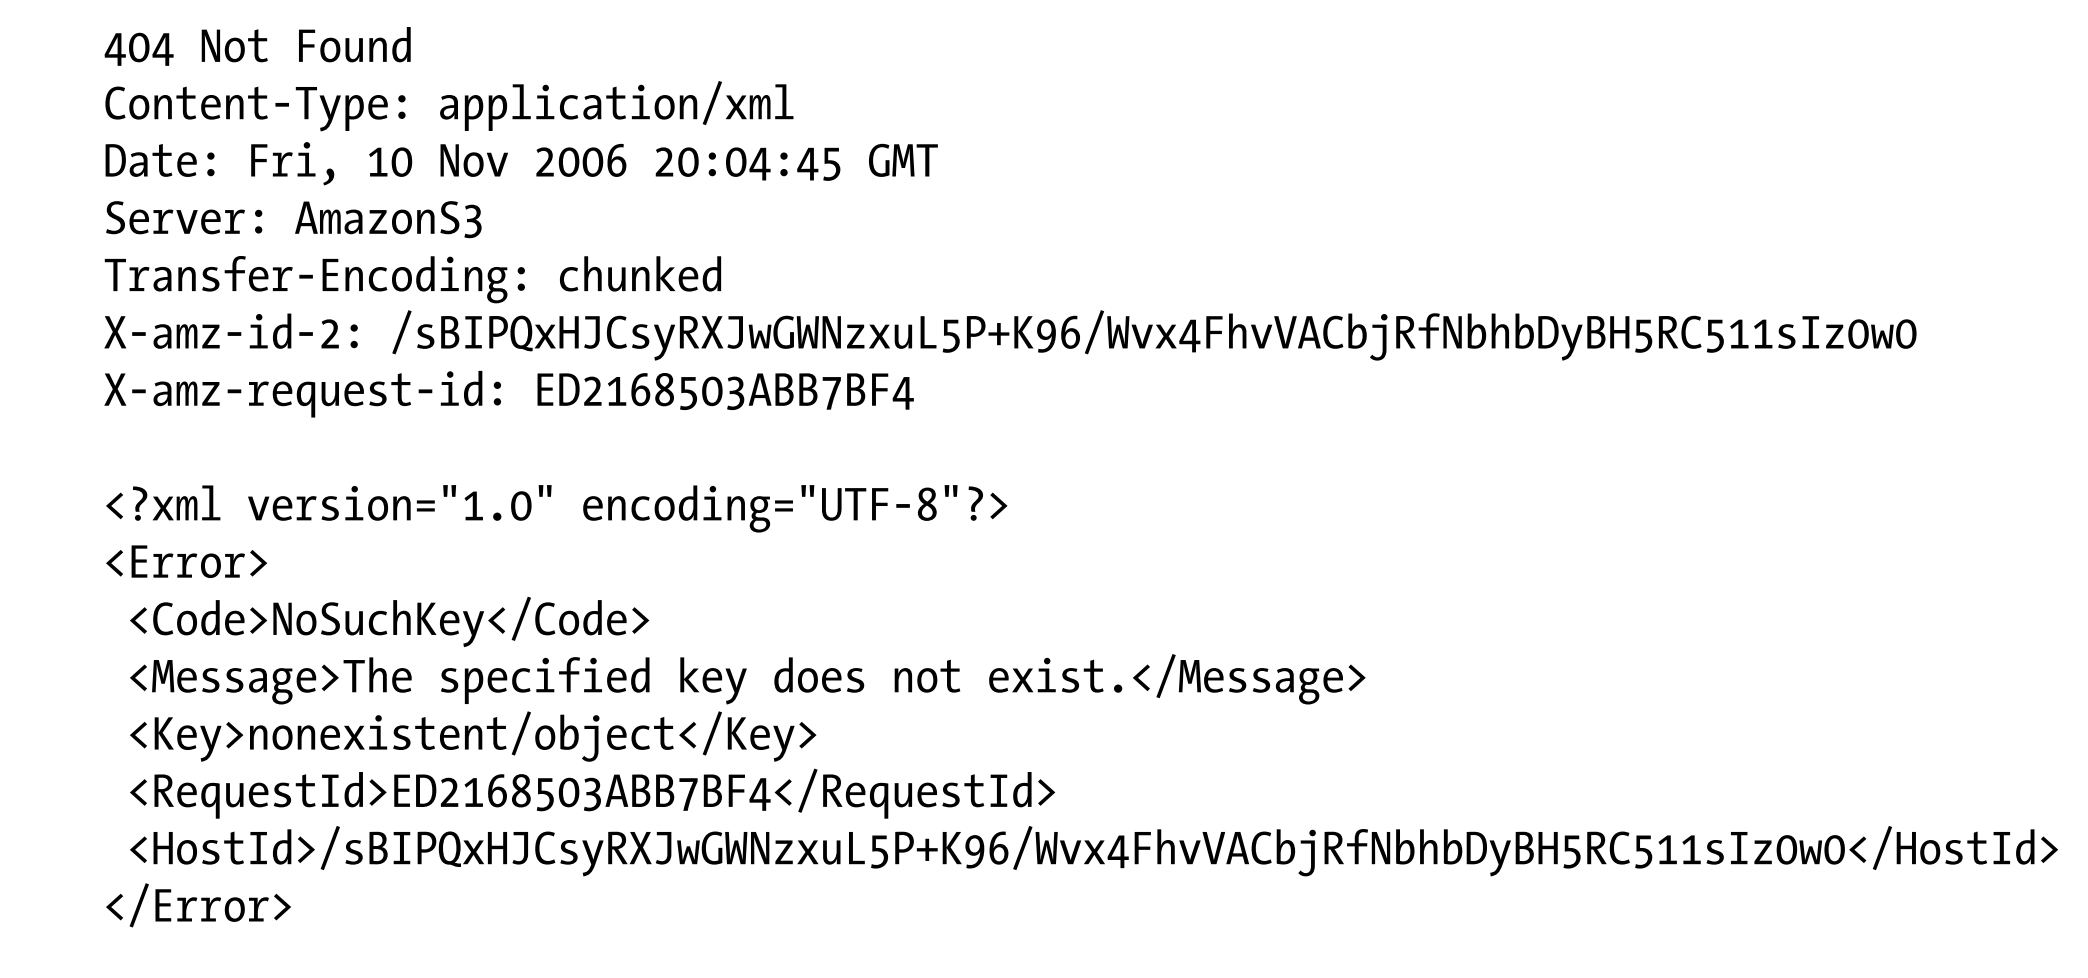 404 Not Found
Content-Type: application/xml
Date: Fri, 10 Nov 2006 20:04:45 GMT
Server: AmazonS3
Transfer-Encoding: chunked
X-amz-id-2: /sBIPQxHJCsyRXJwGWNzxuL5P+K96/Wvx4FhvVACbjRfNbhbDyBH5RC511sIz0w0
X-amz-request-id: ED2168503ABB7BF4

<?xml version="1.0" encoding="UTF-8"?>
<Error>
 <Code>NoSuchKey</Code>
 <Message>The specified key does not exist.</Message>
 <Key>nonexistent/object</Key>
 <RequestId>ED2168503ABB7BF4</RequestId>
 <HostId>/sBIPQxHJCsyRXJwGWNzxuL5P+K96/Wvx4FhvVACbjRfNbhbDyBH5RC511sIz0w0</HostId>
</Error>